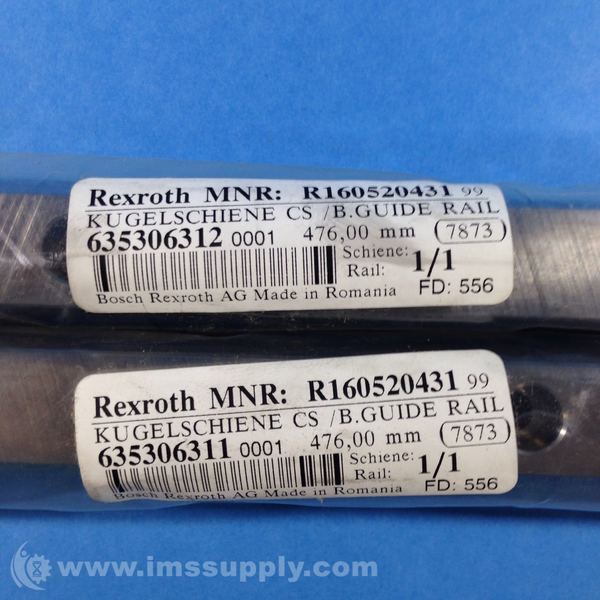 Rexroth MNR: R160520431 99
KUGELSCHIENE CS /B.GUIDE RAIL
635306312 0001 476,00 mm 7873
Schiene:
Rail: 1/1
Bosch Rexroth AG Made in Romania FD: 556
Rexroth MNR: R160520431 99
KUGELSCHIENE CS /B.GUIDE RAIL
635306311 0001 476,00 mm 7873
Schiene:
Rail: 1/1
Bosch Rexroth AG Made in Romania FD: 556
www.imssupply.com